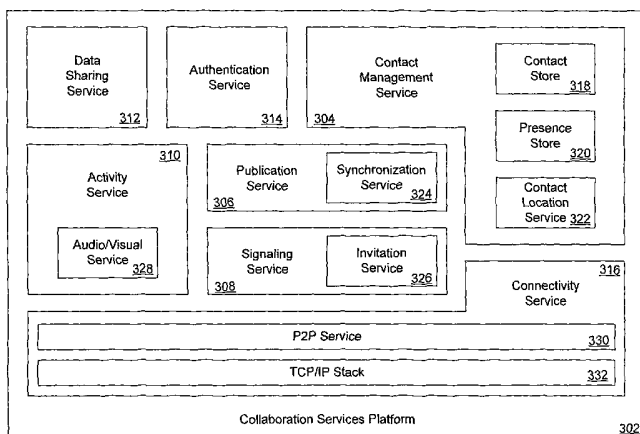 Data
Sharing
Service
312
Authentication
Service
314
Contact
Management
Service
304
Contact
Store
318
Presence
Store
320
Contact
Location
Service
322
310
Activity
Service
Audio/Visual
Service
328
Publication
Service
306
Synchronization
Service
324
Signaling
Service
308
Invitation
Service
326
316
Connectivity
Service
P2P Service
330
TCP/IP Stack
332
Collaboration Services Platform
302